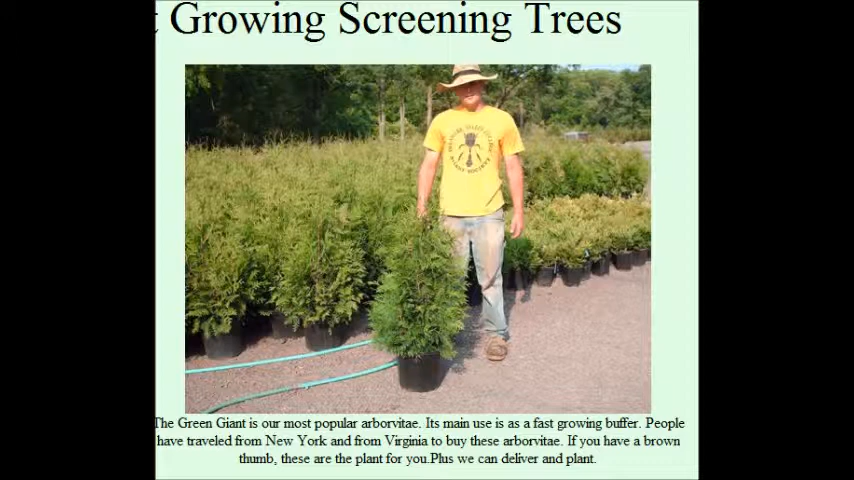 t Growing Screening Trees
The Green Giant is our most popular arborvitae. Its main use is as a fast growing buffer. People
have traveled from New York and from Virginia to buy these arborvitae. If you have a brown
thumb, these are the plant for you.Plus we can deliver and plant.